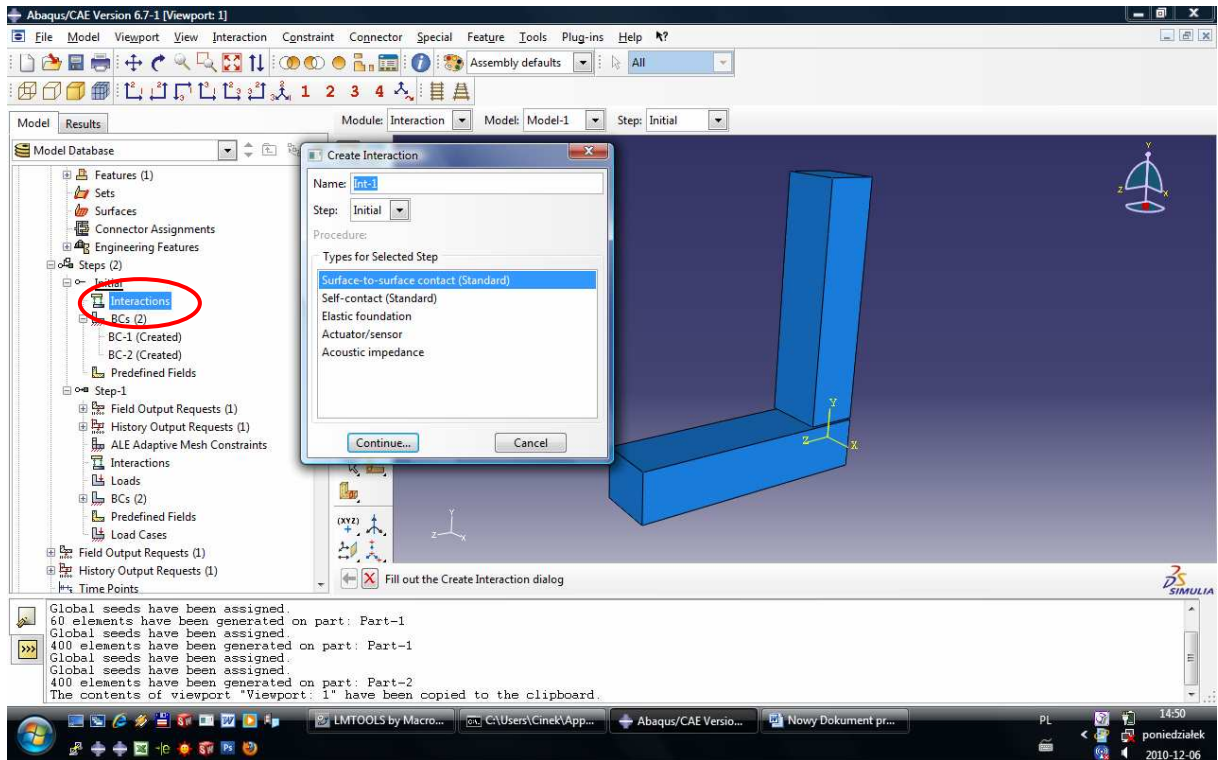 Abaqus/CAE Version 6.7-1 [Viewport: 1]
File Model Viewport View Interaction Constraint Connector Special Feature Tools Plug-ins Help
Assembly defaults All
1 2 3 4
Model Results
Module: Interaction Model: Model-1 Step: Initial
Model Database
Features (1)
Sets
Surfaces
Connector Assignments
Engineering Features
Steps (2)
Initial
Interactions
BCs (2)
BC-1 (Created)
BC-2 (Created)
Predefined Fields
Step-1
Field Output Requests (1)
History Output Requests (1)
ALE Adaptive Mesh Constraints
Interactions
Loads
BCs (2)
Predefined Fields
Load Cases
Field Output Requests (1)
History Output Requests (1)
Time Points
Create Interaction
Name: Int-1
Step: Initial
Procedure:
Types for Selected Step
Surface-to-surface contact (Standard)
Self-contact (Standard)
Elastic foundation
Actuator/sensor
Acoustic impedance
Continue... Cancel
(XYZ)
Y
Z
X
Y
Z
X
Y
Z
X
Fill out the Create Interaction dialog
SIMULIA
Global seeds have been assigned.
60 elements have been generated on part: Part-1
Global seeds have been assigned.
400 elements have been generated on part: Part-1
Global seeds have been assigned.
Global seeds have been assigned.
400 elements have been generated on part: Part-2
The contents of viewport "Viewport: 1" have been copied to the clipboard.
LMTOOLS by Macro... C:\Users\Cinek\App... Abaqus/CAE Versio... Nowy Dokument pr... PL 14:50
poniedziałek
2010-12-06